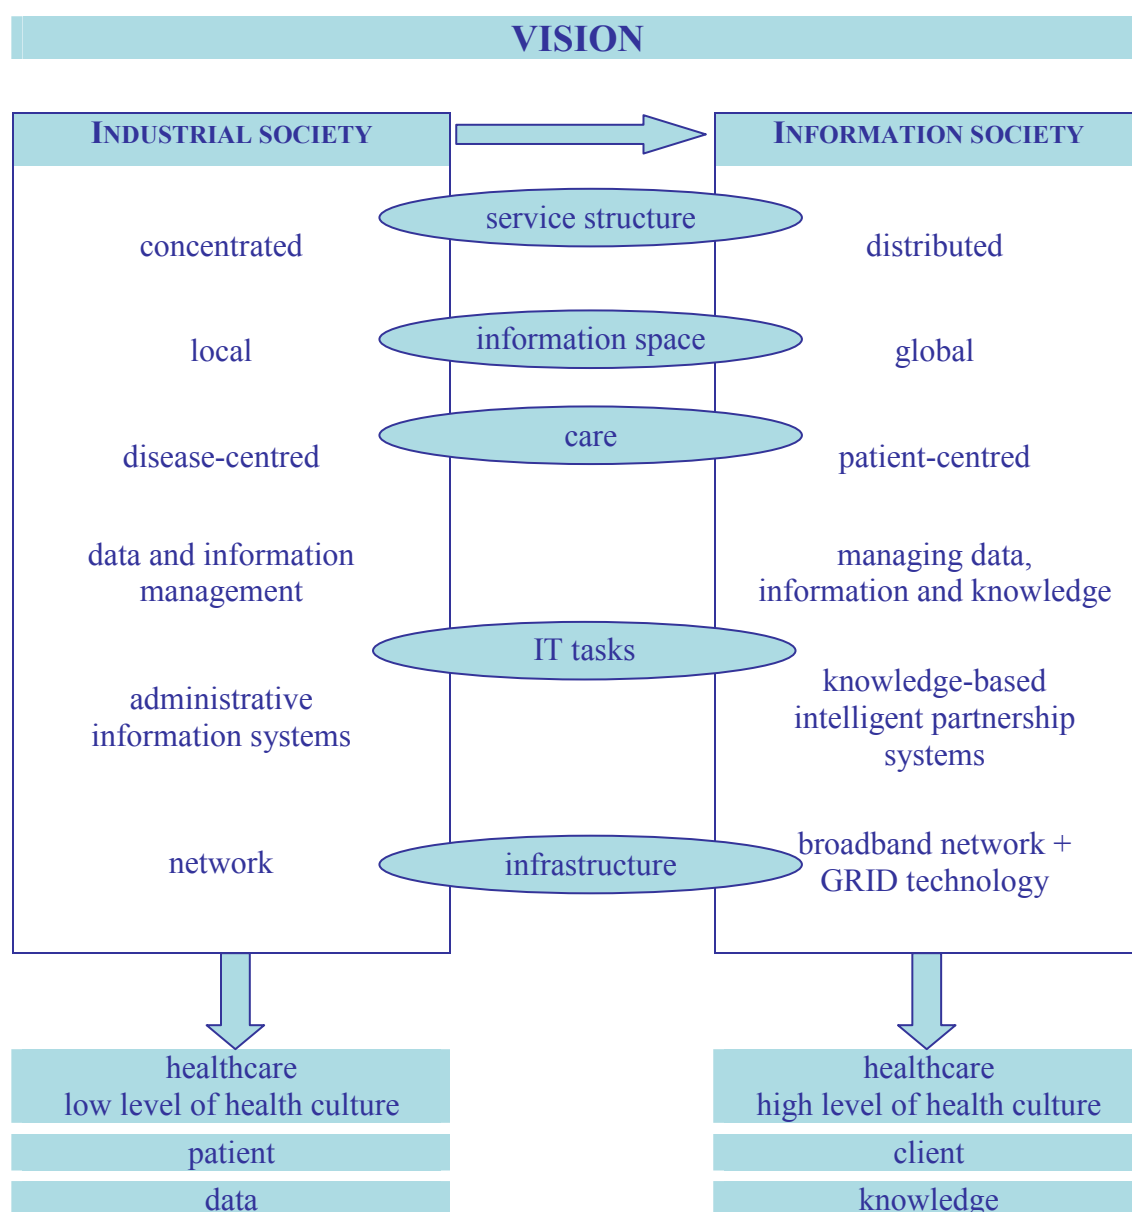 VISION
INDUSTRIAL SOCIETY
INFORMATION SOCIETY
service structure
concentrated
distributed
information space
local
global
care
disease-centred
patient-centred
data and information
management
managing data,
information and knowledge
IT tasks
administrative
information systems
knowledge-based
intelligent partnership
systems
network
infrastructure
broadband network +
GRID technology
healthcare
low level of health culture
healthcare
high level of health culture
patient
client
data
knowledge